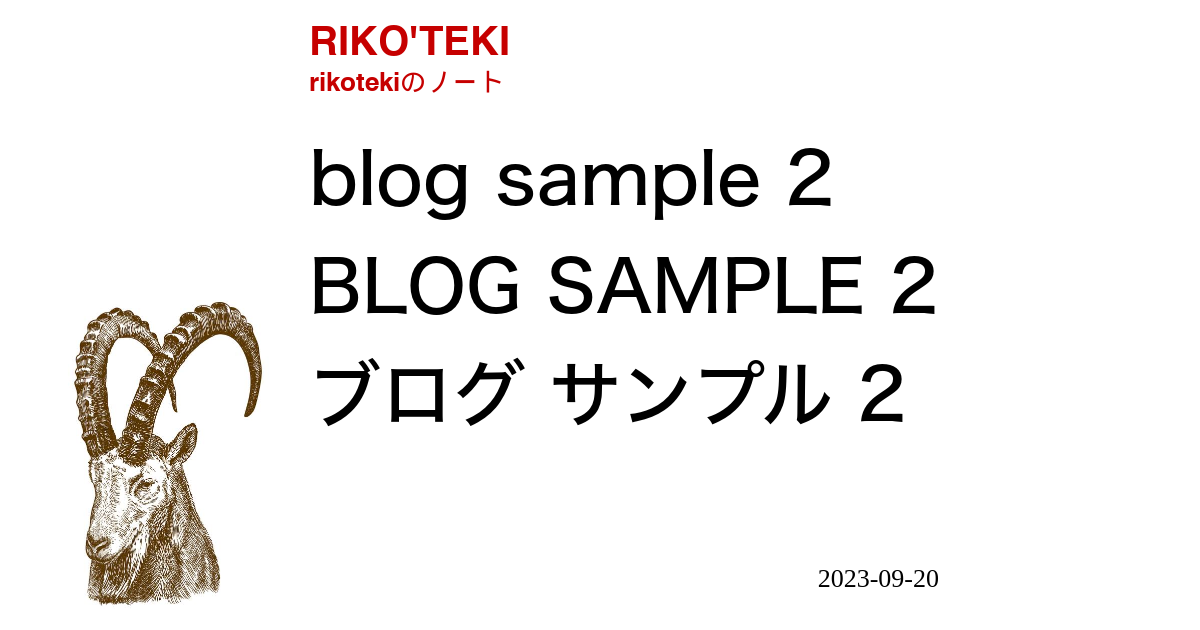 RIKO'TEKI
rikotekiのノート
blog sample 2
BLOG SAMPLE 2
ブログ サンプル 2
2023-09-20